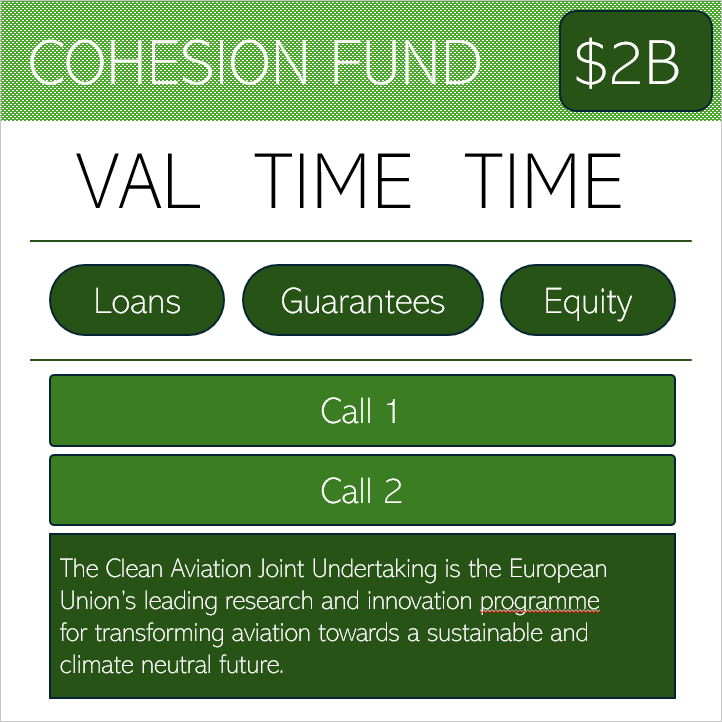 COHESION FUND
$2B
VAL TIME TIME
Loans Guarantees Equity
Call 1
Call 2
The Clean Aviation Joint Undertaking is the European
Union's leading research and innovation programme
for transforming aviation towards a sustainable and
climate neutral future.